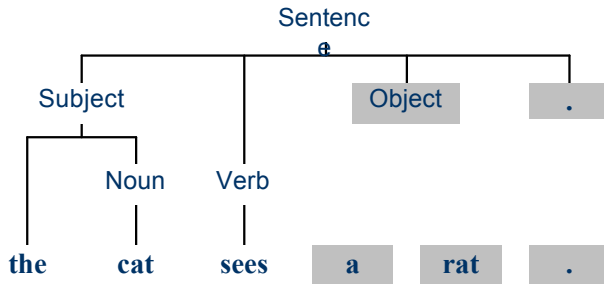 Sentenc
e
Subject Object .
Noun Verb
the cat sees a rat .